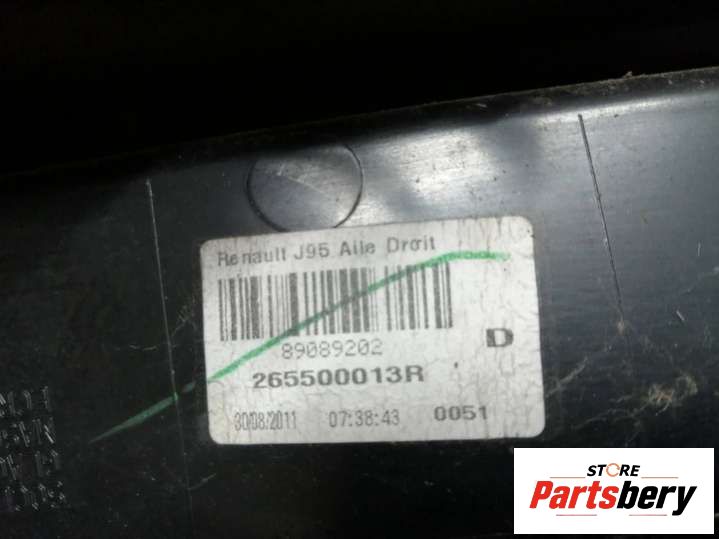 Renault J95 Aile Droit
89089202
D
265500013R
30/08/2011 07:38:43 0051
STORE
Partsbery